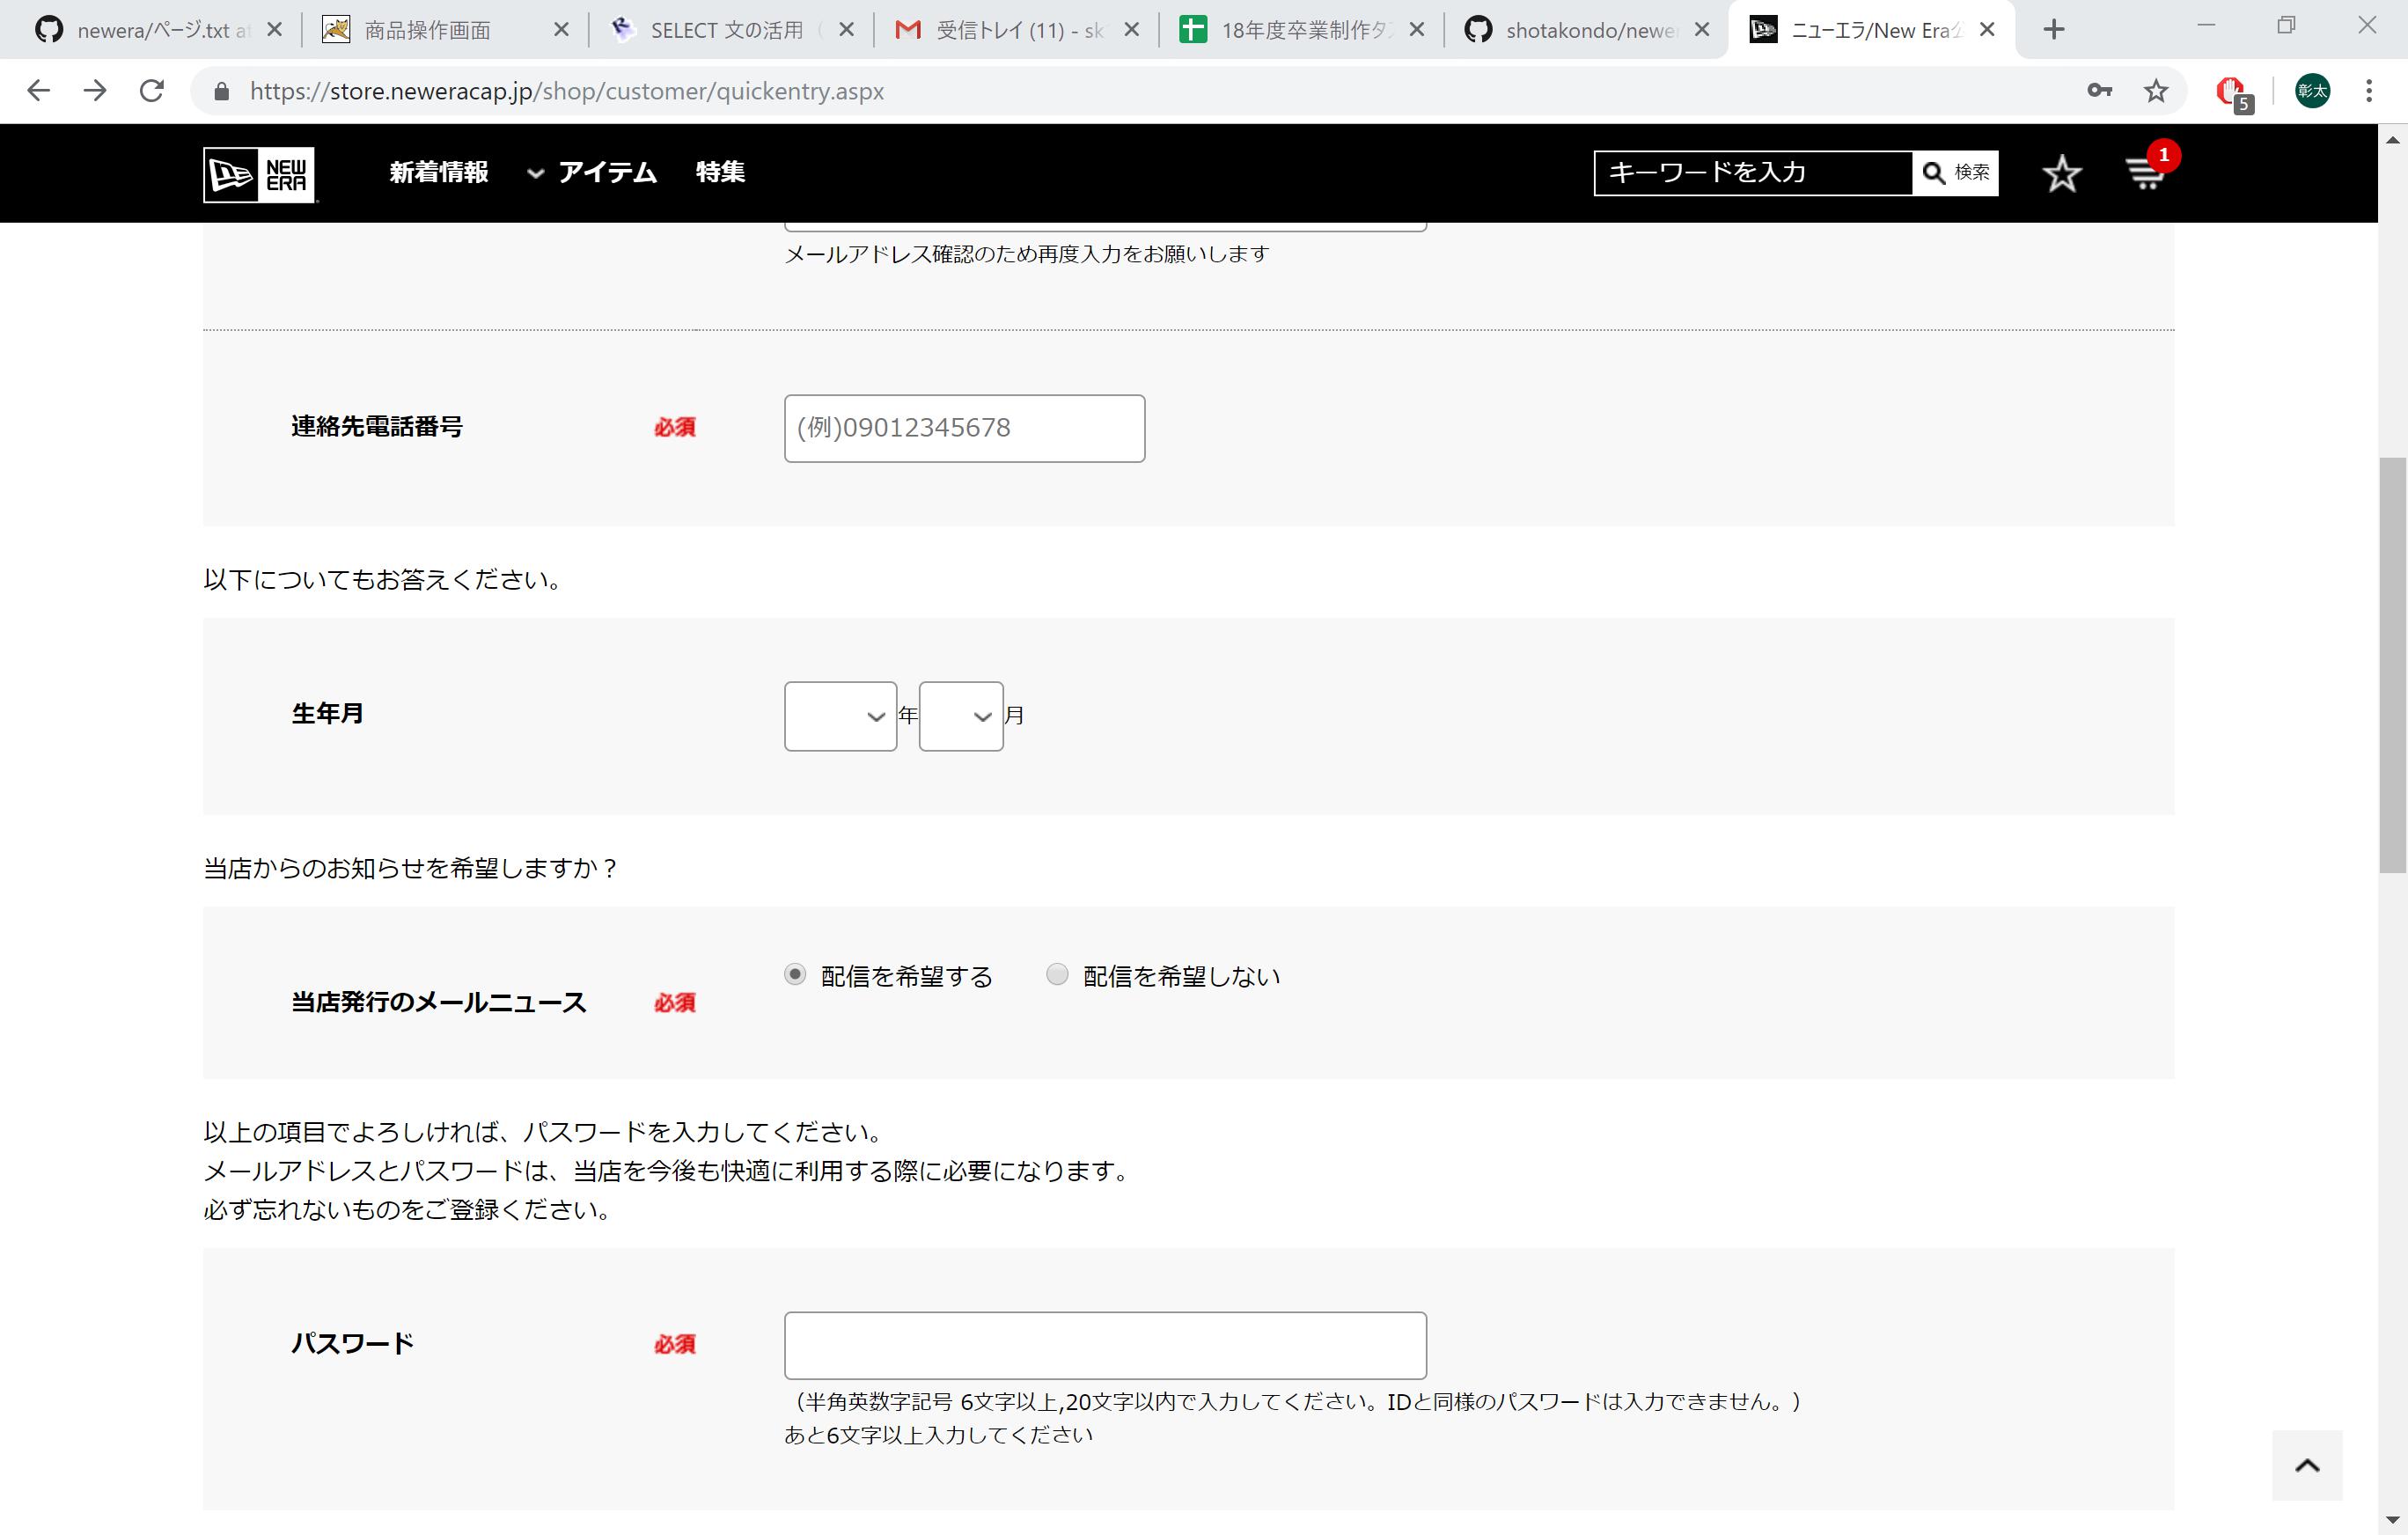 newera/ページ.txt at
商品操作画面
SELECT 文の活用
受信トレイ (11) - sk
18年度卒業制作タス
shotakondo/newer
ニューエラ/New Era公
https://store.neweracap.jp/shop/customer/quickentry.aspx
5
彰太
NEW ERA
新着情報
アイテム
特集
キーワードを入力
検索
1
メールアドレス確認のため再度入力をお願いします
連絡先電話番号 必須 (例)09012345678
以下についてもお答えください。
生年月 年 月
当店からのお知らせを希望しますか？
配信を希望する 配信を希望しない
当店発行のメールニュース 必須
以上の項目でよろしければ、パスワードを入力してください。
メールアドレスとパスワードは、当店を今後も快適に利用する際に必要になります。
必ず忘れないものをご登録ください。
パスワード 必須
（半角英数字記号 6文字以上,20文字以内で入力してください。IDと同様のパスワードは入力できません。）
あと6文字以上入力してください